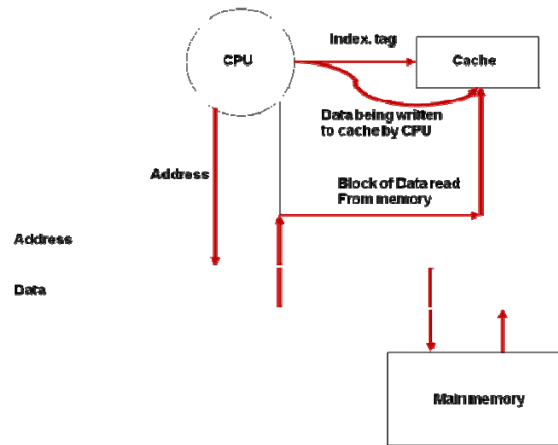 Index. tag
CPU
Cache
Data being written
to cache by CPU
Address
Block of Data read
From memory
Address
Data
Main memory